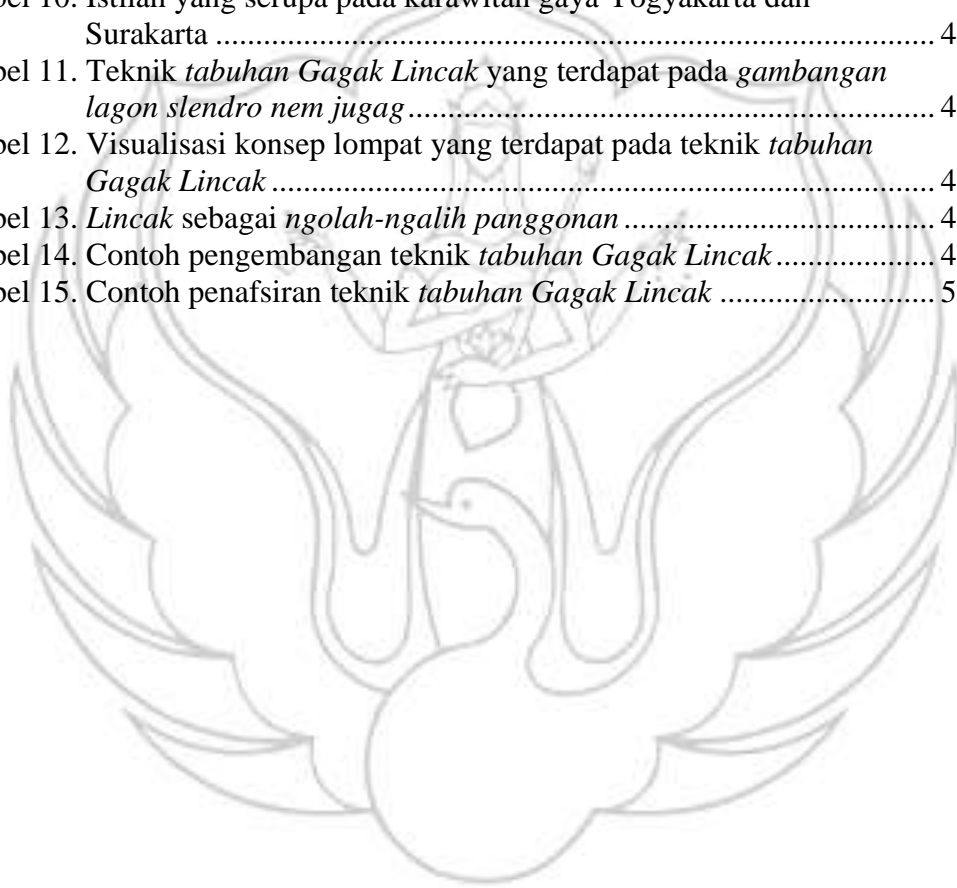 bel 10. Istilah yang serupa pada karawitan gaya Yogyakarta dan
Surakarta ........................................................................................ 4
bel 11. Teknik tabuhan Gagak Lincak yang terdapat pada gambangan
lagon slendro nem jugag ................................................................ 4
bel 12. Visualisasi konsep lompat yang terdapat pada teknik tabuhan
Gagak Lincak ................................................................................. 4
bel 13. Lincak sebagai ngolah-ngalih panggonan ...................................... 4
bel 14. Contoh pengembangan teknik tabuhan Gagak Lincak ................... 4
bel 15. Contoh penafsiran teknik tabuhan Gagak Lincak .......................... 5